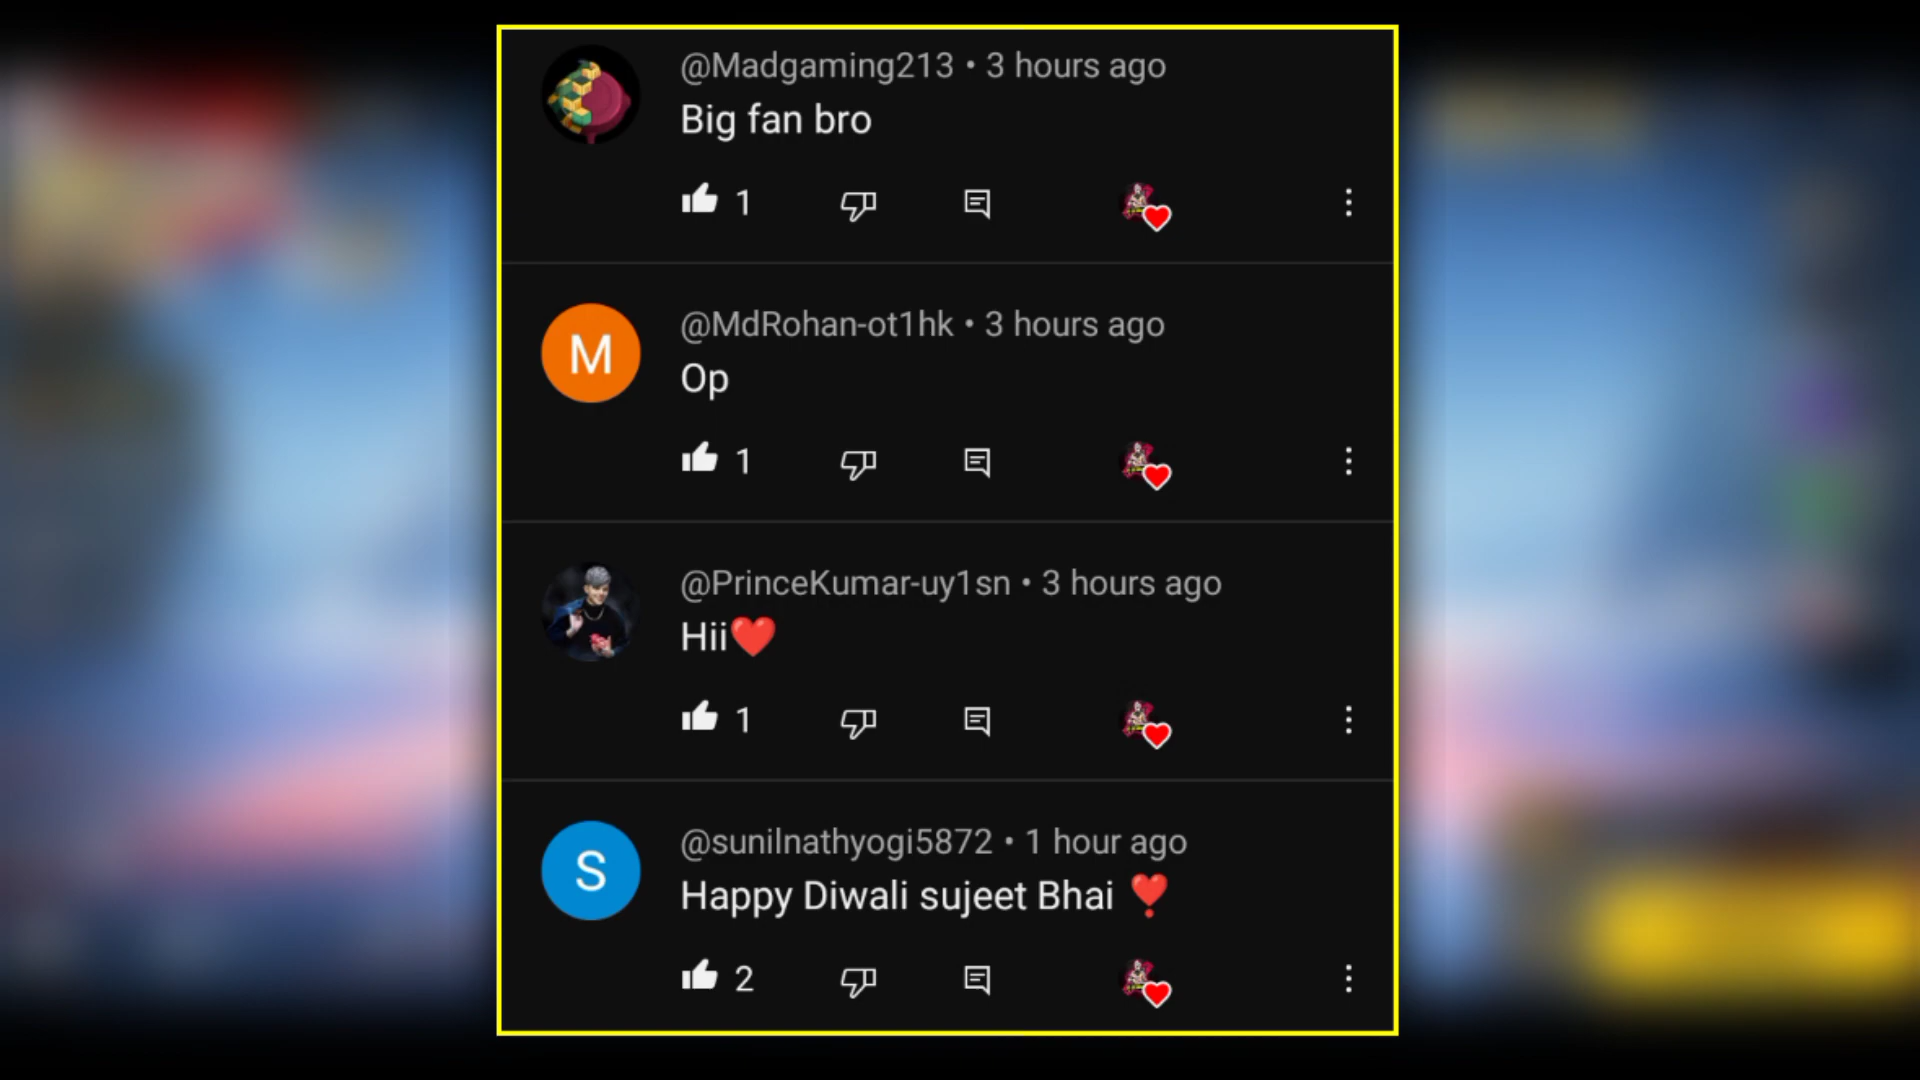 @Madgaming213 • 3 hours ago
Big fan bro
1
M
@MdRohan-ot1hk • 3 hours ago
Op
1
@PrinceKumar-uy1sn • 3 hours ago
Hii❤️
1
S
@sunilnathyogi5872 • 1 hour ago
Happy Diwali sujeet Bhai ❣️
2